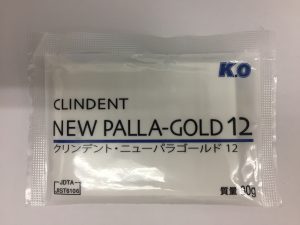 K.O
CLINDENT
NEW PALLA-GOLD 12
クリンデント・ニューパラゴールド 12
JDTA
JIST6106
質量 30g